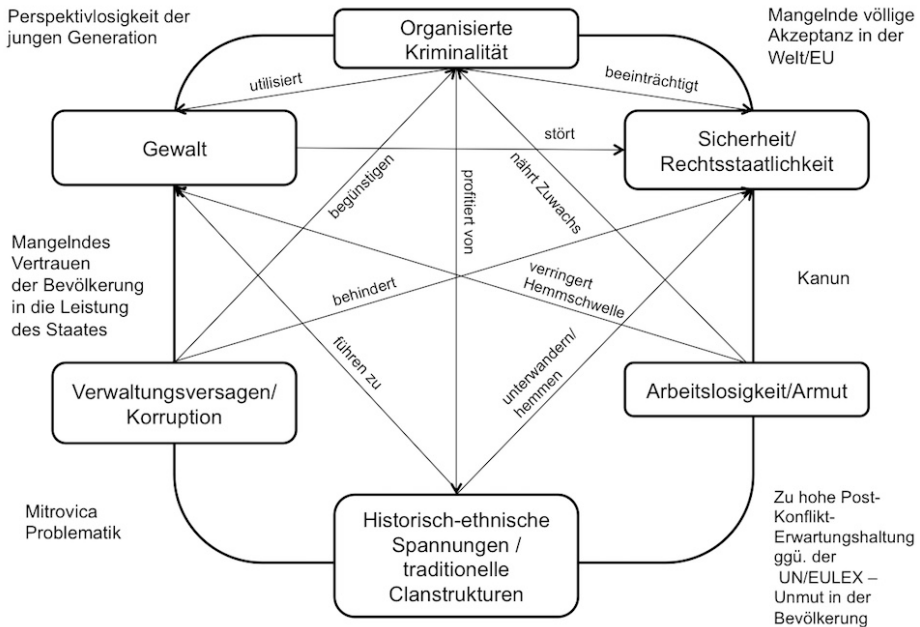 Perspektivlosigkeit der
jungen Generation
Organisierte
Kriminalität
Mangelnde völlige
Akzeptanz in der
Welt/EU
utilisiert
beeinträchtigt
Gewalt
stört
Sicherheit/
Rechtsstaatlichkeit
begünstigen
profitiert von
nährt Zuwachs
Mangelndes
Vertrauen
der Bevölkerung
in die Leistung
des Staates
behindert
verringert
Hemmschwelle
Kanun
führen zu
unterwandern/
hemmen
Verwaltungsversagen/
Korruption
Arbeitslosigkeit/Armut
Mitrovica
Problematik
Historisch-ethnische
Spannungen /
traditionelle
Clanstrukturen
Zu hohe Post-
Konflikt-
Erwartungshaltung
ggü. der
UN/EULEX –
Unmut in der
Bevölkerung